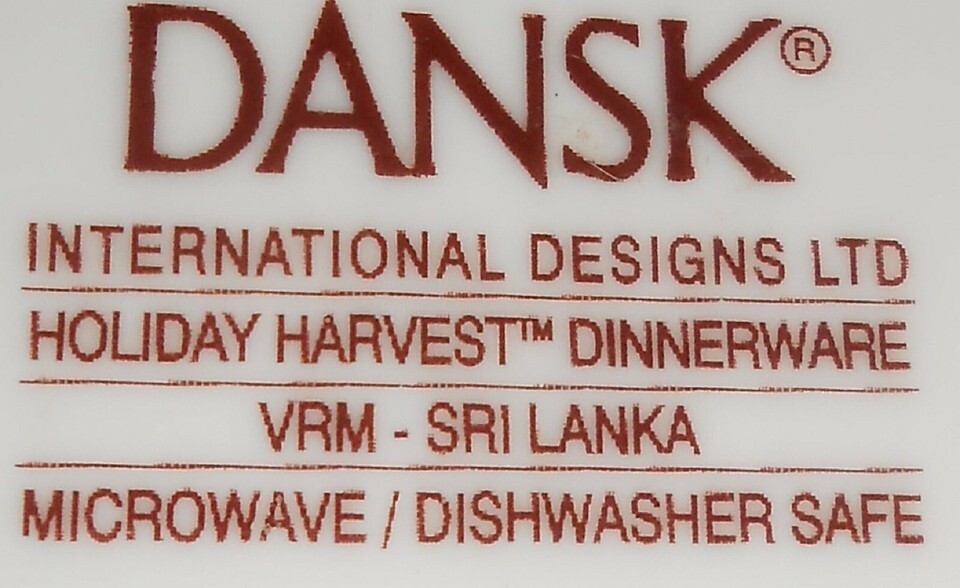 DANSK®
INTERNATIONAL DESIGNS LTD
HOLIDAY HARVEST™ DINNERWARE
VRM - SRI LANKA
MICROWAVE / DISHWASHER SAFE